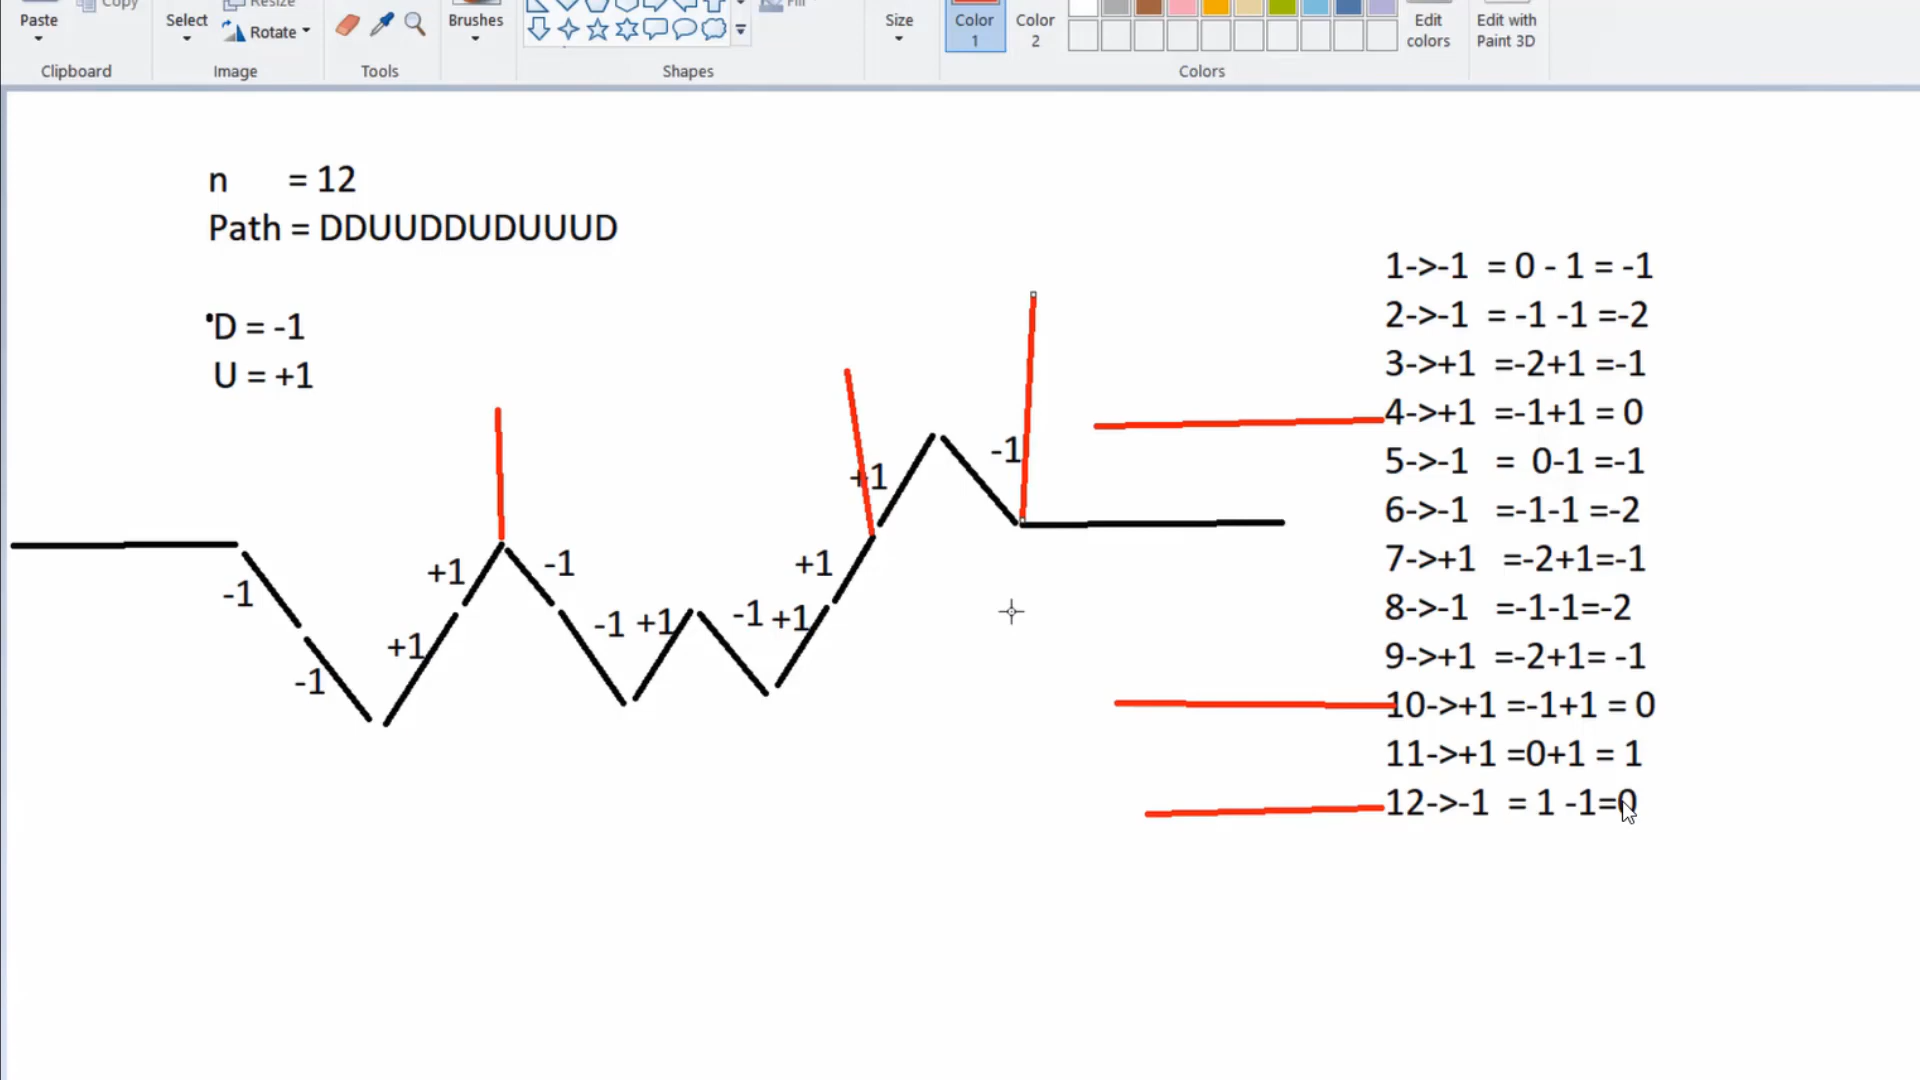 Paste
Copy
Select
Resize
Rotate
Brushes
Fill
Size
Color 1
Color 2
Edit colors
Edit with Paint 3D
Clipboard
Image
Tools
Shapes
Colors
n = 12
Path = DDUUDDUDUUUD
D = -1
U = +1
-1
-1
+1
+1
-1
-1
+1
-1
+1
+1
+1
-1
1->-1 = 0 - 1 = -1
2->-1 = -1 -1 =-2
3->+1 =-2+1 =-1
4->+1 =-1+1 = 0
5->-1 = 0-1 =-1
6->-1 =-1-1 =-2
7->+1 =-2+1=-1
8->-1 =-1-1=-2
9->+1 =-2+1= -1
10->+1 =-1+1 = 0
11->+1 =0+1 = 1
12->-1 = 1 -1=0